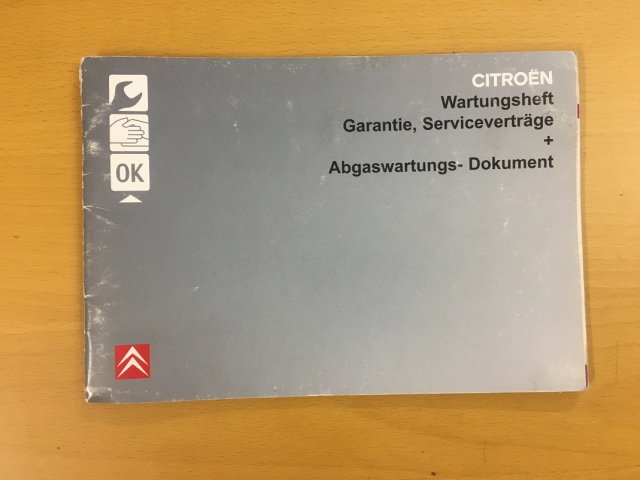 CITROËN
Wartungsheft
Garantie, Serviceverträge
+
Abgaswartungs- Dokument
OK